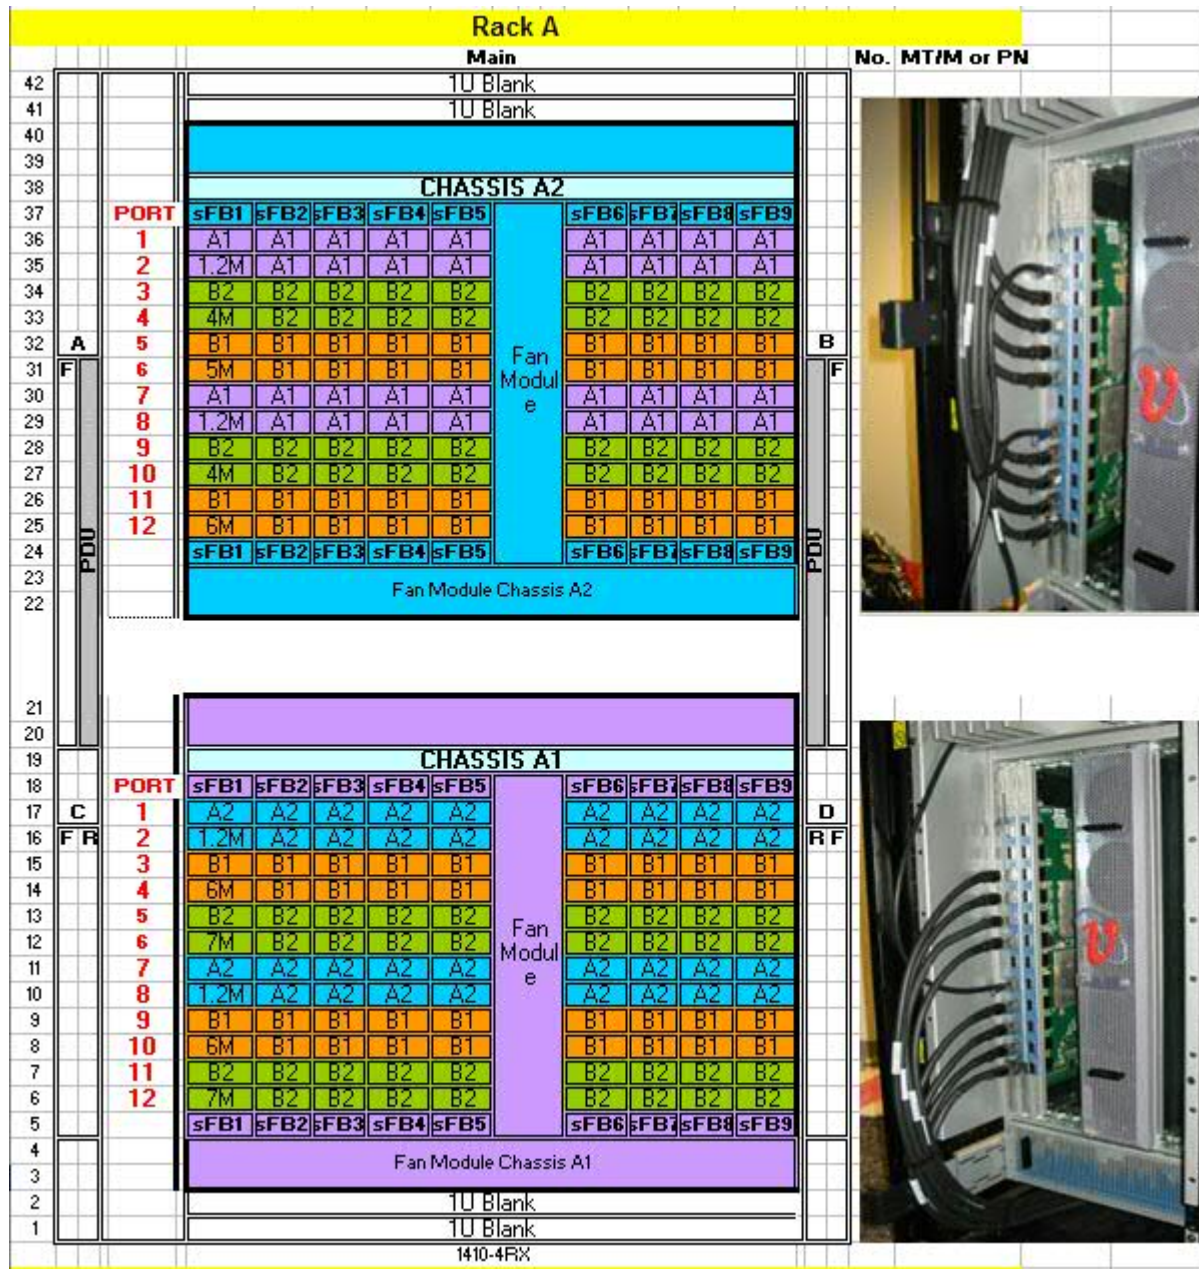 Rack A
Main No. MT/M or PN
42 1U Blank
41 1U Blank
40
39
38 CHASSIS A2
37 PORT sFB1 sFB2 sFB3 sFB4 sFB5 sFB6 sFB7 sFB8 sFB9
36 1 A1 A1 A1 A1 A1 A1 A1 A1 A1
35 2 1.2M A1 A1 A1 A1 A1 A1 A1 A1
34 3 B2 B2 B2 B2 B2 B2 B2 B2 B2
33 4 4M B2 B2 B2 B2 B2 B2 B2 B2
32 A 5 B1 B1 B1 B1 B1 Fan B1 B1 B1 B1 B
31 F 6 5M B1 B1 B1 B1 Modul B1 B1 B1 B1 F
30 7 A1 A1 A1 A1 A1 e A1 A1 A1 A1
29 8 1.2M A1 A1 A1 A1 A1 A1 A1 A1
28 9 B2 B2 B2 B2 B2 B2 B2 B2 B2
27 10 4M B2 B2 B2 B2 B2 B2 B2 B2
26 11 B1 B1 B1 B1 B1 B1 B1 B1 B1
25 12 6M B1 B1 B1 B1 B1 B1 B1 B1
24 PDU sFB1 sFB2 sFB3 sFB4 sFB5 sFB6 sFB7 sFB8 sFB9 PDU
23 Fan Module Chassis A2
22
21
20
19 CHASSIS A1
18 PORT sFB1 sFB2 sFB3 sFB4 sFB5 sFB6 sFB7 sFB8 sFB9
17 C 1 A2 A2 A2 A2 A2 A2 A2 A2 A2 D
16 F R 2 1.2M A2 A2 A2 A2 A2 A2 A2 A2 R F
15 3 B1 B1 B1 B1 B1 B1 B1 B1 B1
14 4 6M B1 B1 B1 B1 B1 B1 B1 B1
13 5 B2 B2 B2 B2 B2 Fan B2 B2 B2 B2
12 6 7M B2 B2 B2 B2 Modul B2 B2 B2 B2
11 7 A2 A2 A2 A2 A2 e A2 A2 A2 A2
10 8 1.2M A2 A2 A2 A2 A2 A2 A2 A2
9 9 B1 B1 B1 B1 B1 B1 B1 B1 B1
8 10 6M B1 B1 B1 B1 B1 B1 B1 B1
7 11 B2 B2 B2 B2 B2 B2 B2 B2 B2
6 12 7M B2 B2 B2 B2 B2 B2 B2 B2
5 sFB1 sFB2 sFB3 sFB4 sFB5 sFB6 sFB7 sFB8 sFB9
4 Fan Module Chassis A1
3
2 1U Blank
1 1U Blank
1410-4RX